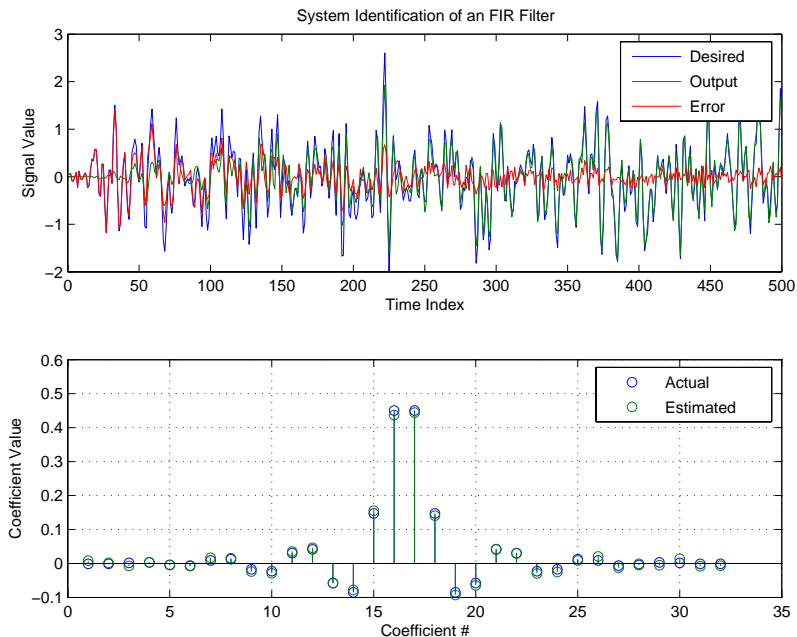 System Identification of an FIR Filter
3
2
1
0
−1
−2
Signal Value
Desired
Output
Error
0 50 100 150 200 250 300 350 400 450 500
Time Index
0.6
0.5
0.4
0.3
0.2
0.1
0
−0.1
Coefficient Value
Actual
Estimated
0 5 10 15 20 25 30 35
Coefficient #